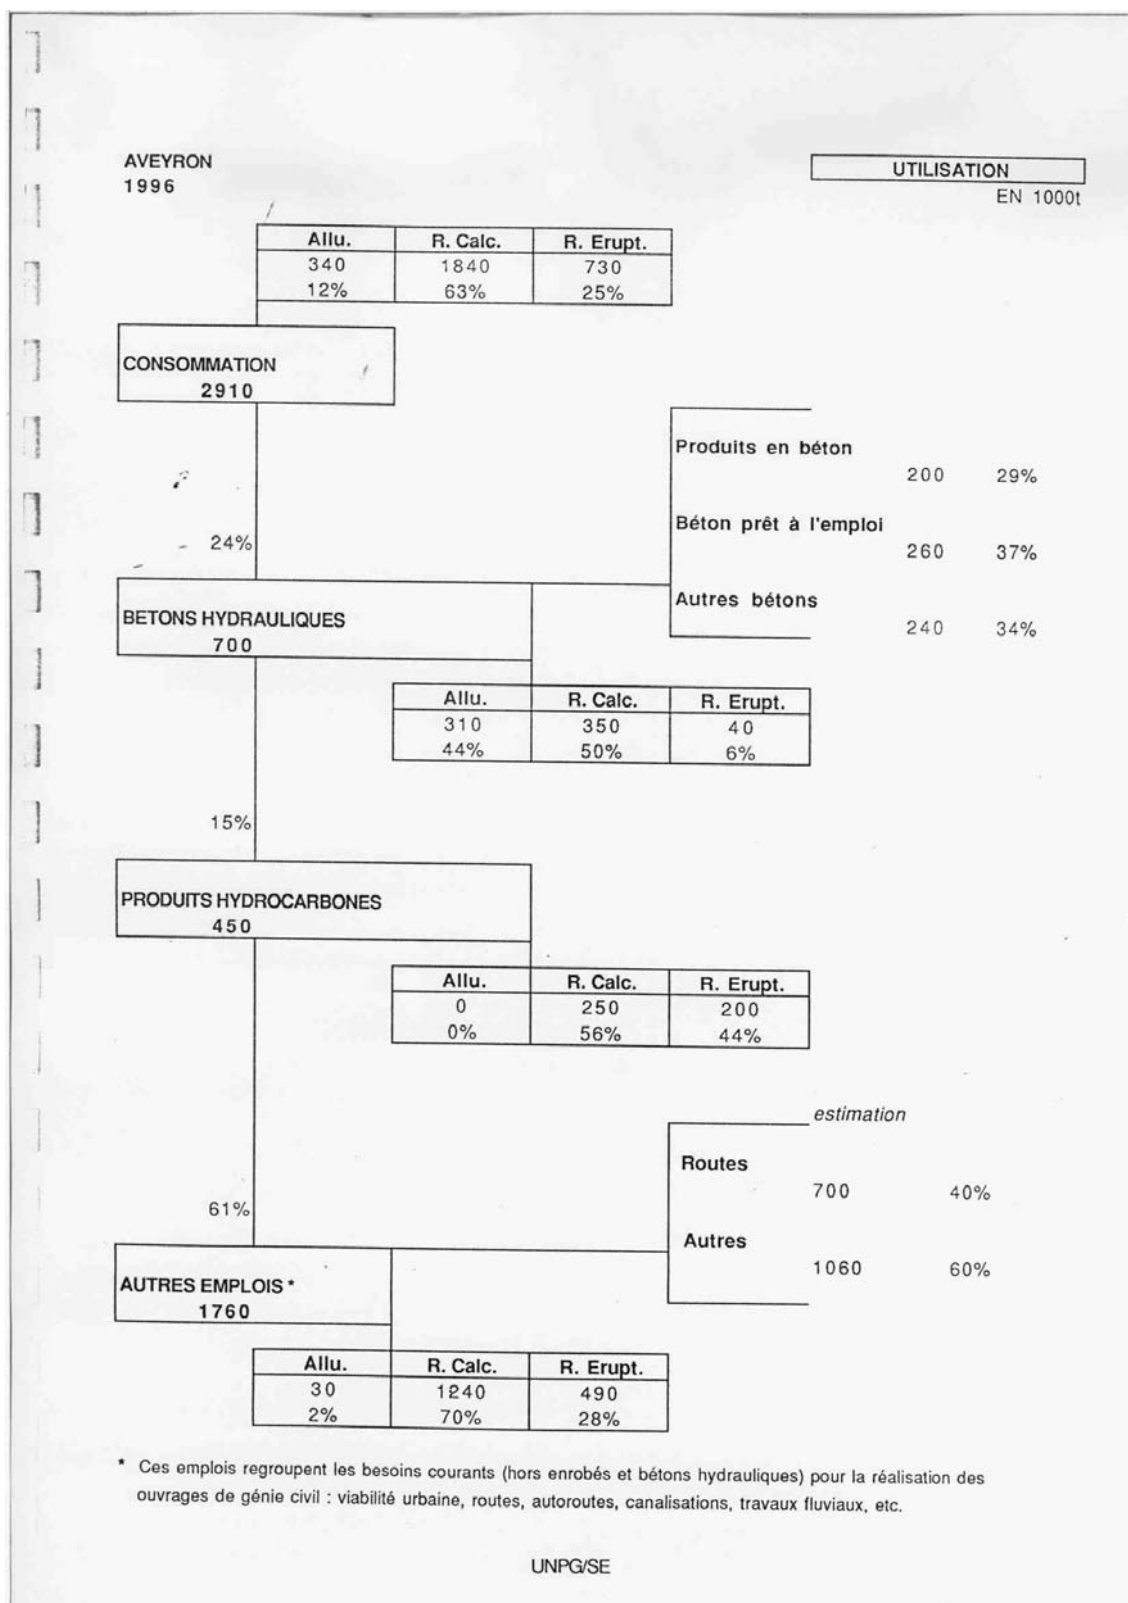 AVEYRON
1996
UTILISATION
EN 1000t
Allu. R. Calc. R. Erupt.
340 1840 730
12% 63% 25%
CONSOMMATION
2910
Produits en béton
200 29%
Béton prêt à l'emploi
260 37%
Autres bétons
240 34%
24%
BETONS HYDRAULIQUES
700
Allu. R. Calc. R. Erupt.
310 350 40
44% 50% 6%
15%
PRODUITS HYDROCARBONES
450
Allu. R. Calc. R. Erupt.
0 250 200
0% 56% 44%
estimation
Routes
700 40%
Autres
1060 60%
61%
AUTRES EMPLOIS *
1760
Allu. R. Calc. R. Erupt.
30 1240 490
2% 70% 28%
* Ces emplois regroupent les besoins courants (hors enrobés et bétons hydrauliques) pour la réalisation des
ouvrages de génie civil : viabilité urbaine, routes, autoroutes, canalisations, travaux fluviaux, etc.
UNPG/SE